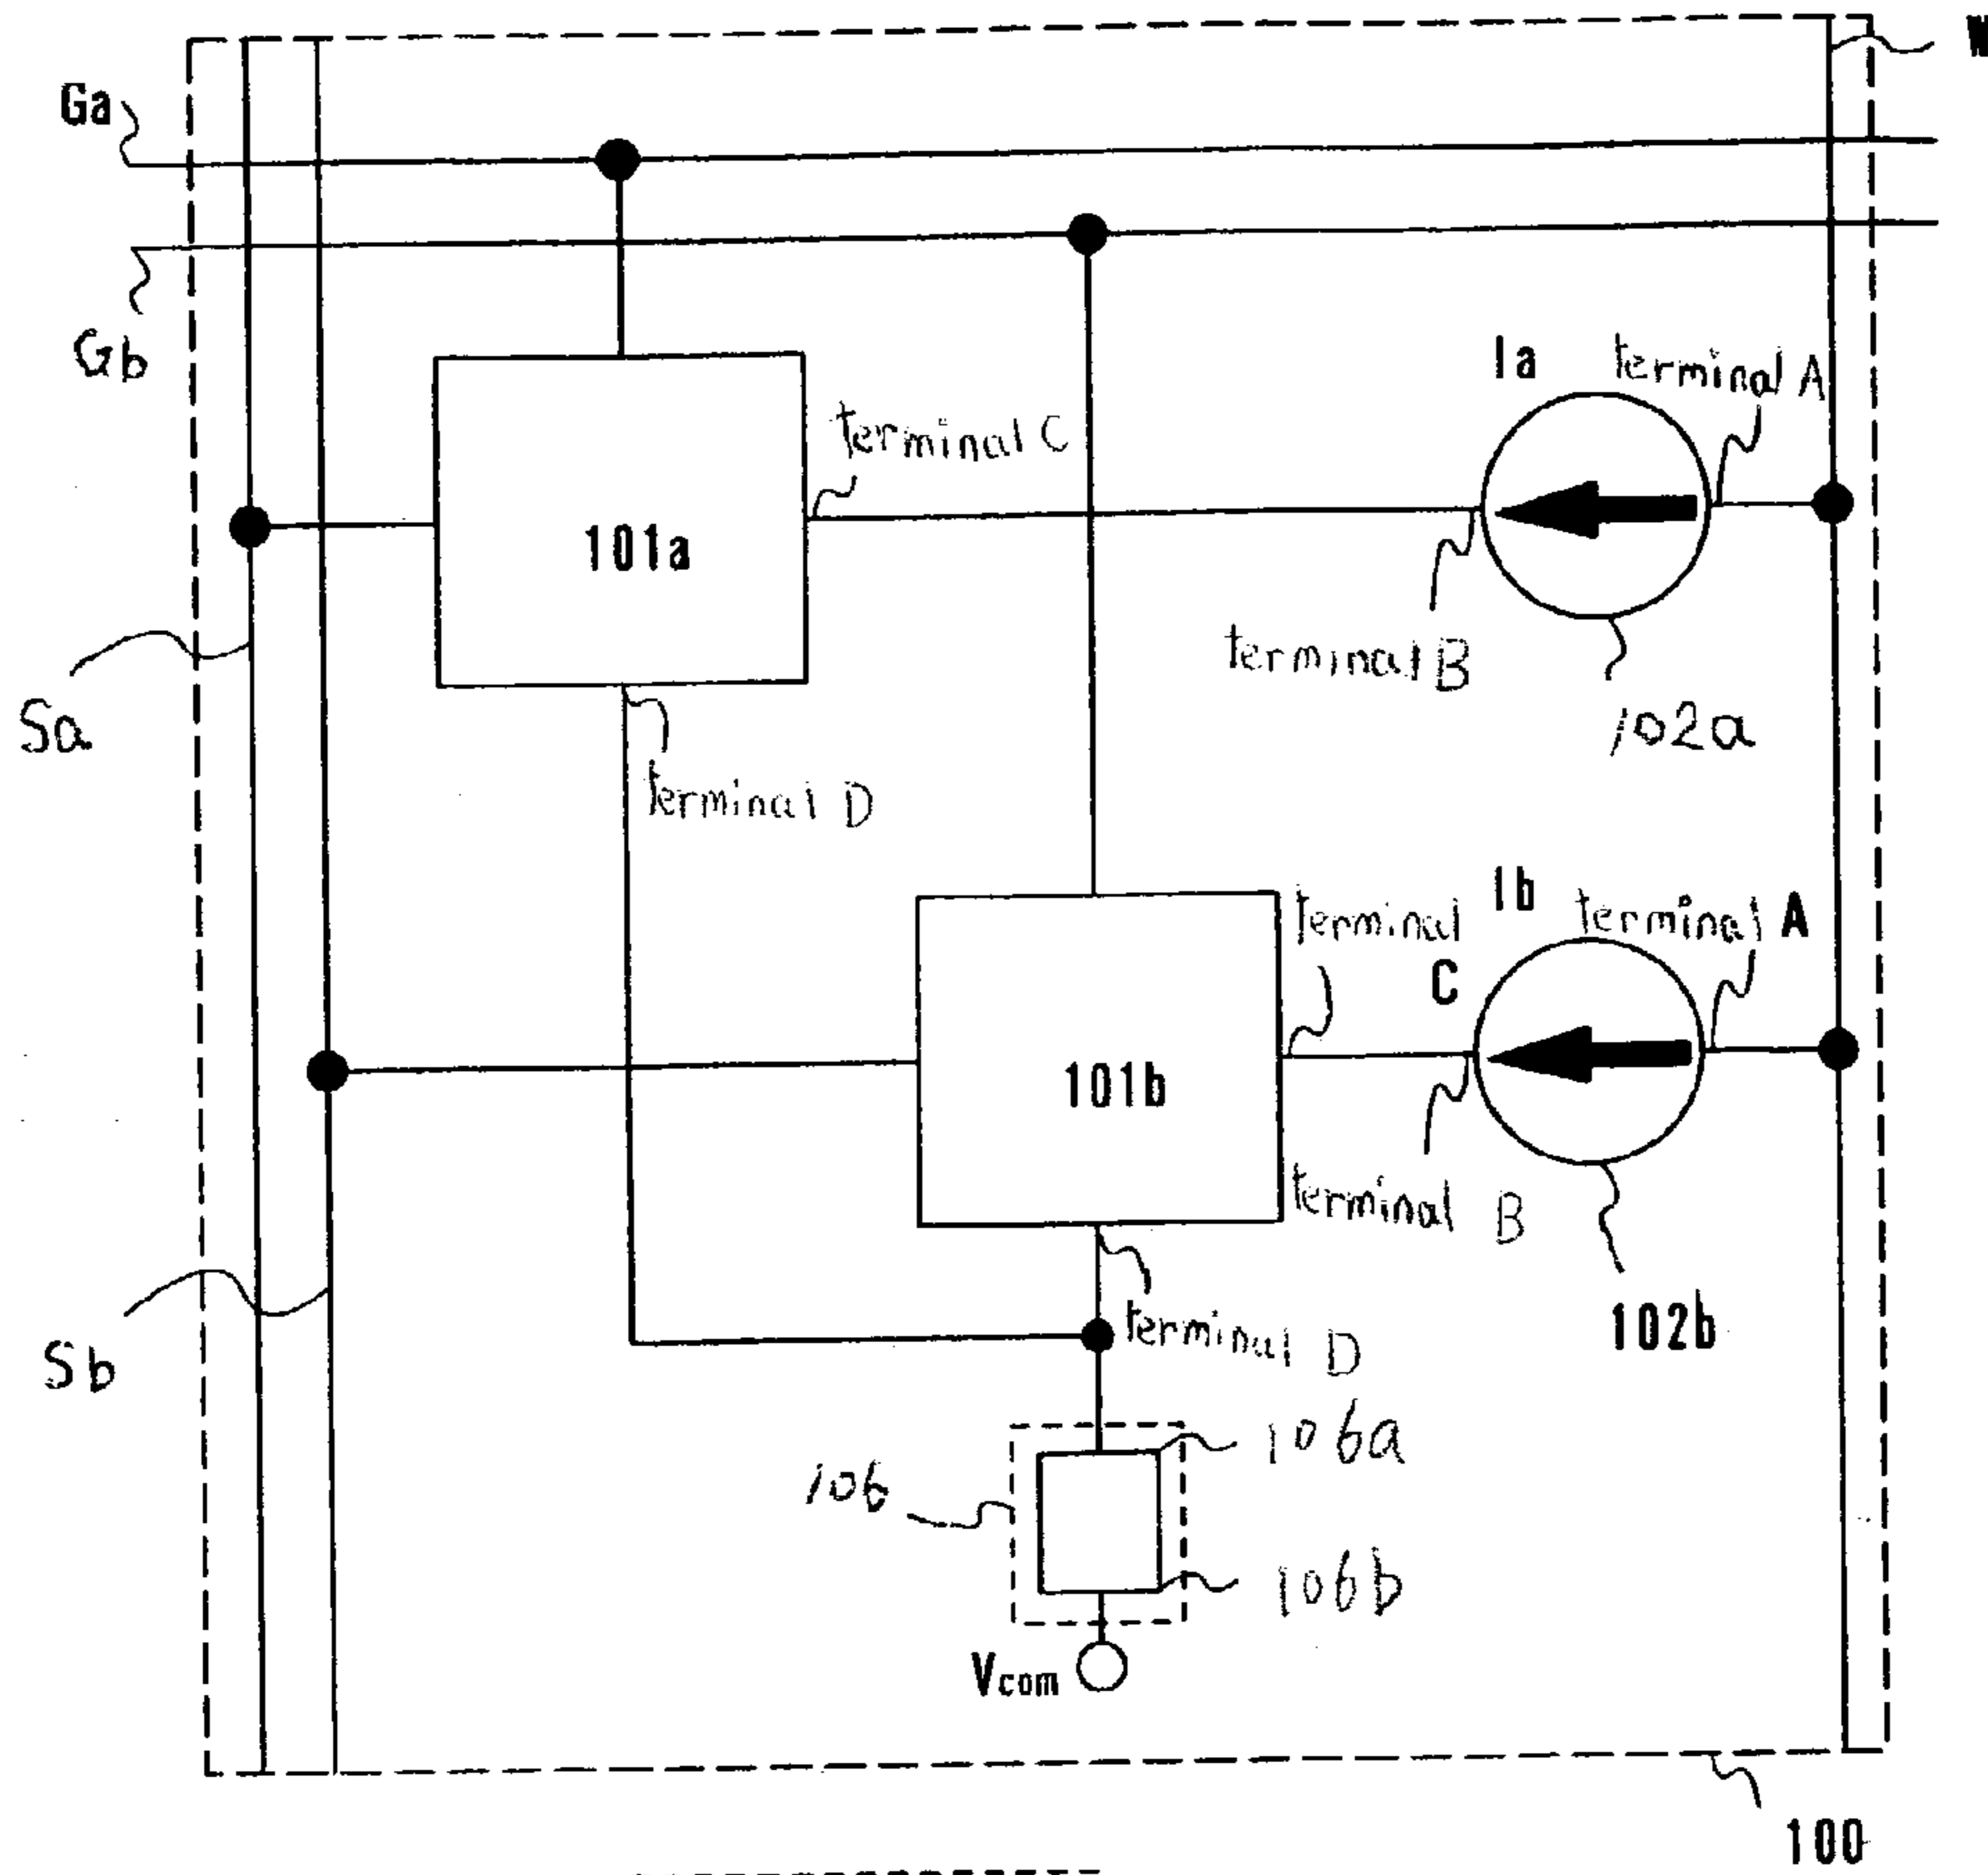 W
Ga
Gb
Ia
terminal A
terminal C
101a
terminal B
102a
Sa
terminal D
Ib
terminal A
terminal
C
101b
terminal B
102b
terminal D
Sb
106a
106
106b
Vcom
100